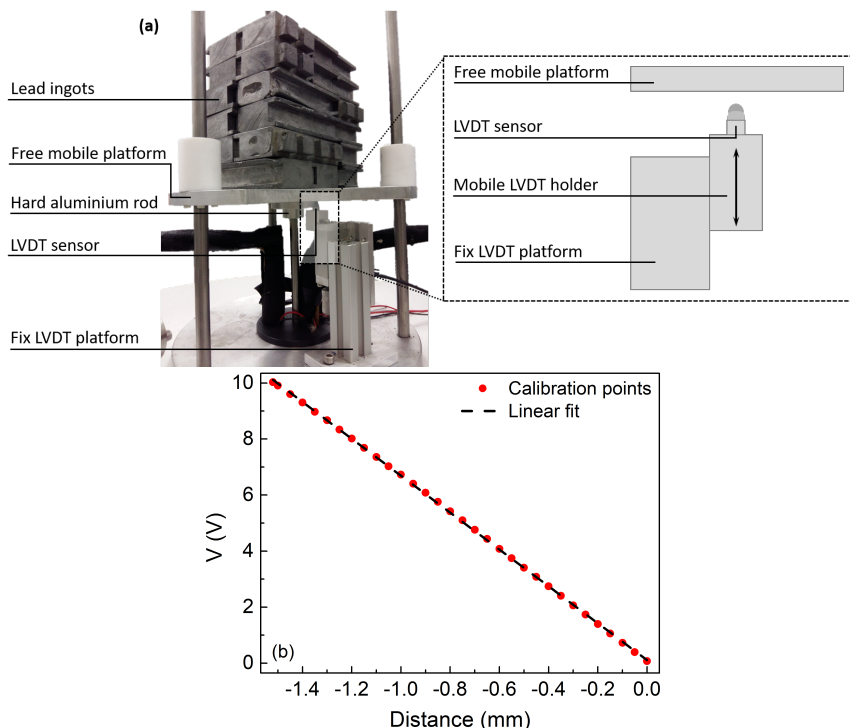 (a)
Lead ingots
Free mobile platform
Hard aluminium rod
LVDT sensor
Fix LVDT platform
Free mobile platform
LVDT sensor
Mobile LVDT holder
Fix LVDT platform
10
8
6
4
2
0
V (V)
Calibration points
Linear fit
(b)
-1.4 -1.2 -1.0 -0.8 -0.6 -0.4 -0.2 0.0
Distance (mm)